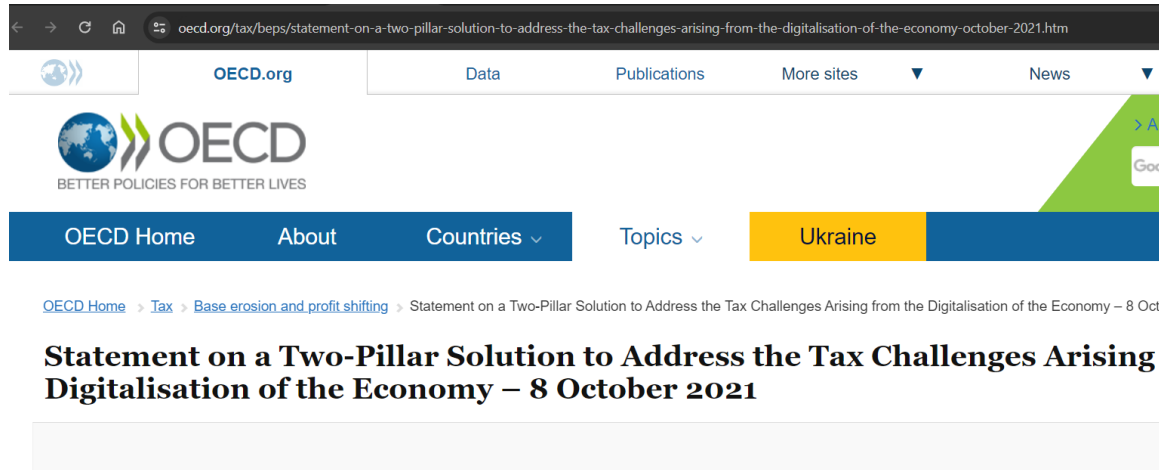 oecd.org/tax/beps/statement-on-a-two-pillar-solution-to-address-the-tax-challenges-arising-from-the-digitalisation-of-the-economy-october-2021.htm
OECD.org Data Publications More sites ▼ News ▼
OECD
BETTER POLICIES FOR BETTER LIVES
> A
Goo
OECD Home About Countries Topics Ukraine
OECD Home > Tax > Base erosion and profit shifting > Statement on a Two-Pillar Solution to Address the Tax Challenges Arising from the Digitalisation of the Economy – 8 Oct
Statement on a Two-Pillar Solution to Address the Tax Challenges Arising
Digitalisation of the Economy – 8 October 2021